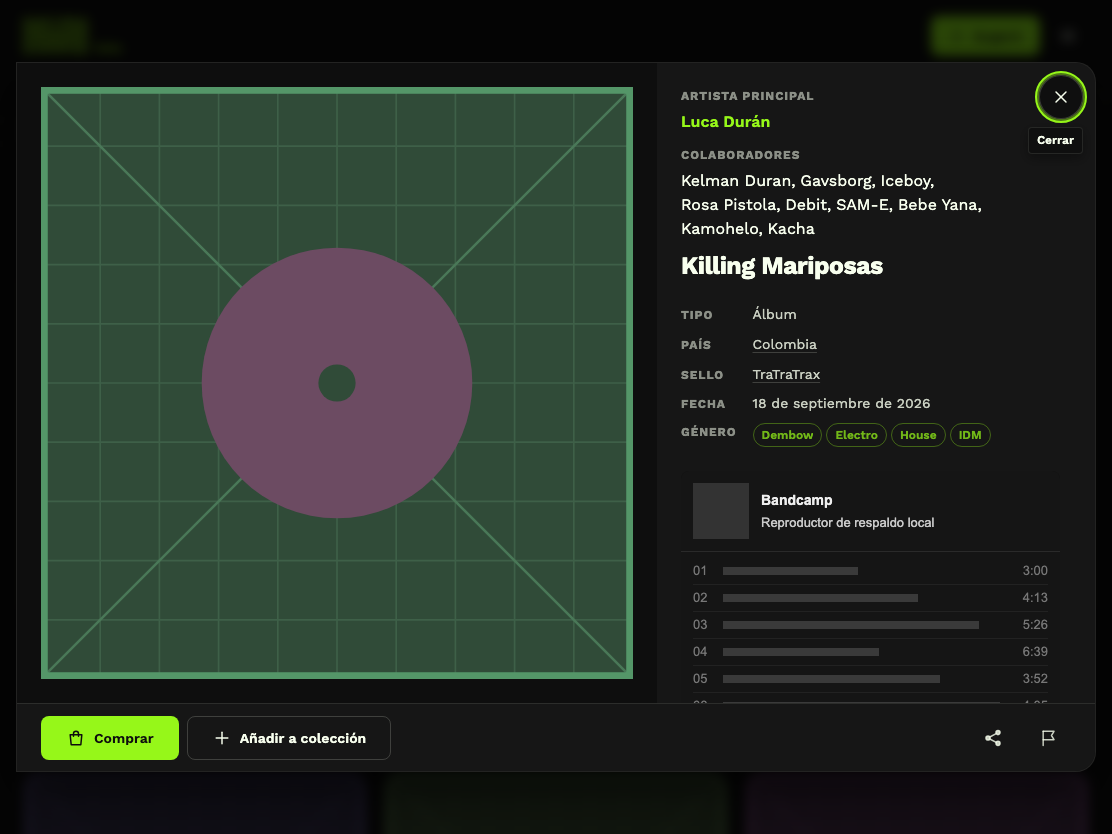 ARTISTA PRINCIPAL
Luca Durán
Cerrar
COLABORADORES
Kelman Duran, Gavsborg, Iceboy,
Rosa Pistola, Debit, SAM-E, Bebe Yana,
Kamohelo, Kacha
Killing Mariposas
TIPO Álbum
PAÍS Colombia
SELLO TraTraTrax
FECHA 18 de septiembre de 2026
GÉNERO Dembow Electro House IDM
Bandcamp
Reproductor de respaldo local
01 3:00
02 4:13
03 5:26
04 6:39
05 3:52
Comprar Añadir a colección